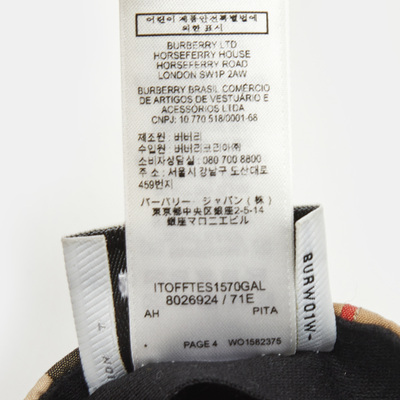 어린이 제품안전특별법에
의한 표시
BURBERRY LTD
HORSEFERRY HOUSE
HORSEFERRY ROAD
LONDON SW1P 2AW
BURBERRY BRASIL COMÉRCIO
DE ARTIGOS DE VESTUÁRIO E
ACESSÓRIOS LTDA
CNPJ: 10 770 518/0001-68
제조원 : 버버리
수입원 : 버버리코리아㈜
소비자상담실 : 080 700 8800
주 소 : 서울시 강남구 도산대로
459번지
バーバリー・ジャパン(株)
東京都中央区銀座2-5-14
銀座マロニエビル
ITOFFTES1570GAL
8026924 / 71E
AH PITA
PAGE 4 WO1582375
BURW01W-
ION 7